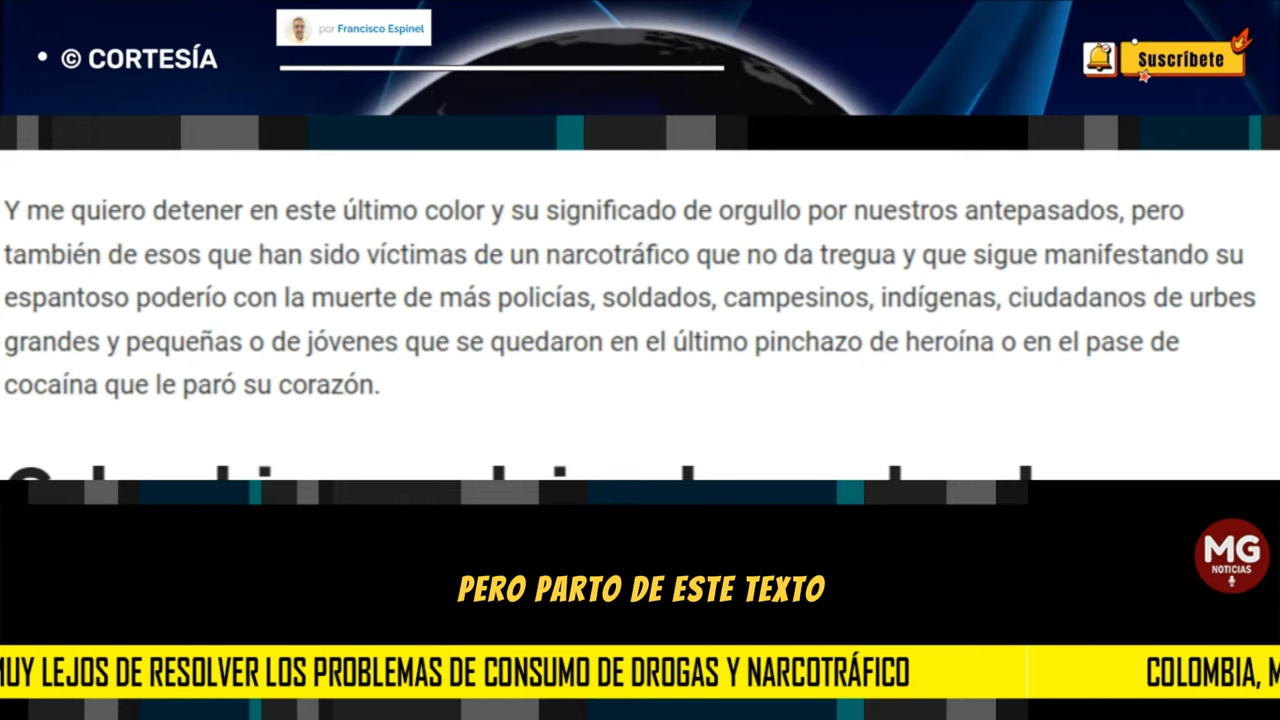 por Francisco Espinel
• © CORTESÍA
Suscríbete
Y me quiero detener en este último color y su significado de orgullo por nuestros antepasados, pero
también de esos que han sido víctimas de un narcotráfico que no da tregua y que sigue manifestando su
espantoso poderío con la muerte de más policías, soldados, campesinos, indígenas, ciudadanos de urbes
grandes y pequeñas o de jóvenes que se quedaron en el último pinchazo de heroína o en el pase de
cocaína que le paró su corazón.
MG
NOTICIAS
PERO PARTO DE ESTE TEXTO
MUY LEJOS DE RESOLVER LOS PROBLEMAS DE CONSUMO DE DROGAS Y NARCOTRÁFICO
COLOMBIA,